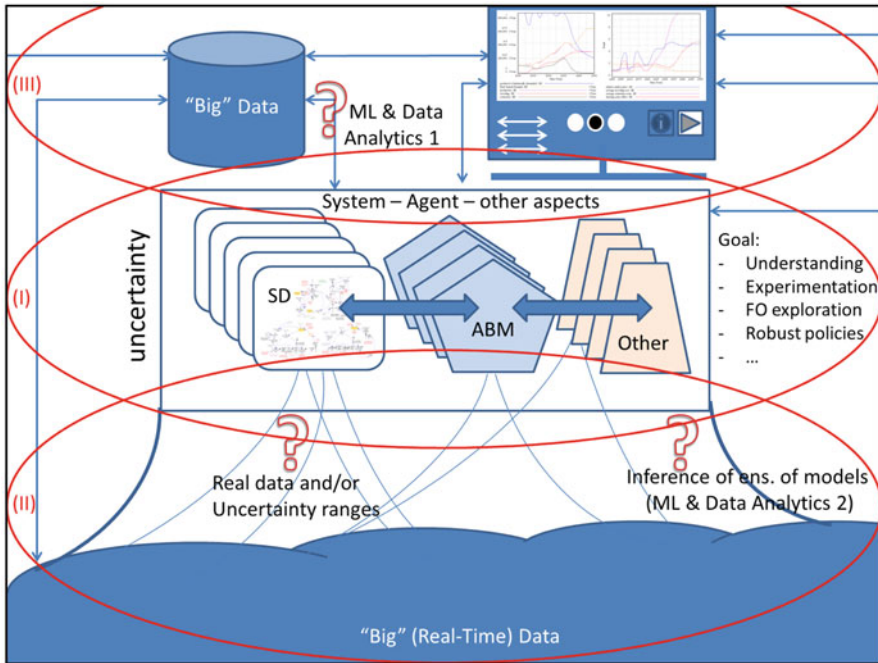 (III)
"Big" Data
ML & Data
Analytics 1
i
System – Agent – other aspects
uncertainty
(I)
SD
ABM
Other
Goal:
- Understanding
- Experimentation
- FO exploration
- Robust policies
- ...
(II)
Real data and/or
Uncertainty ranges
Inference of ens. of models
(ML & Data Analytics 2)
"Big" (Real-Time) Data